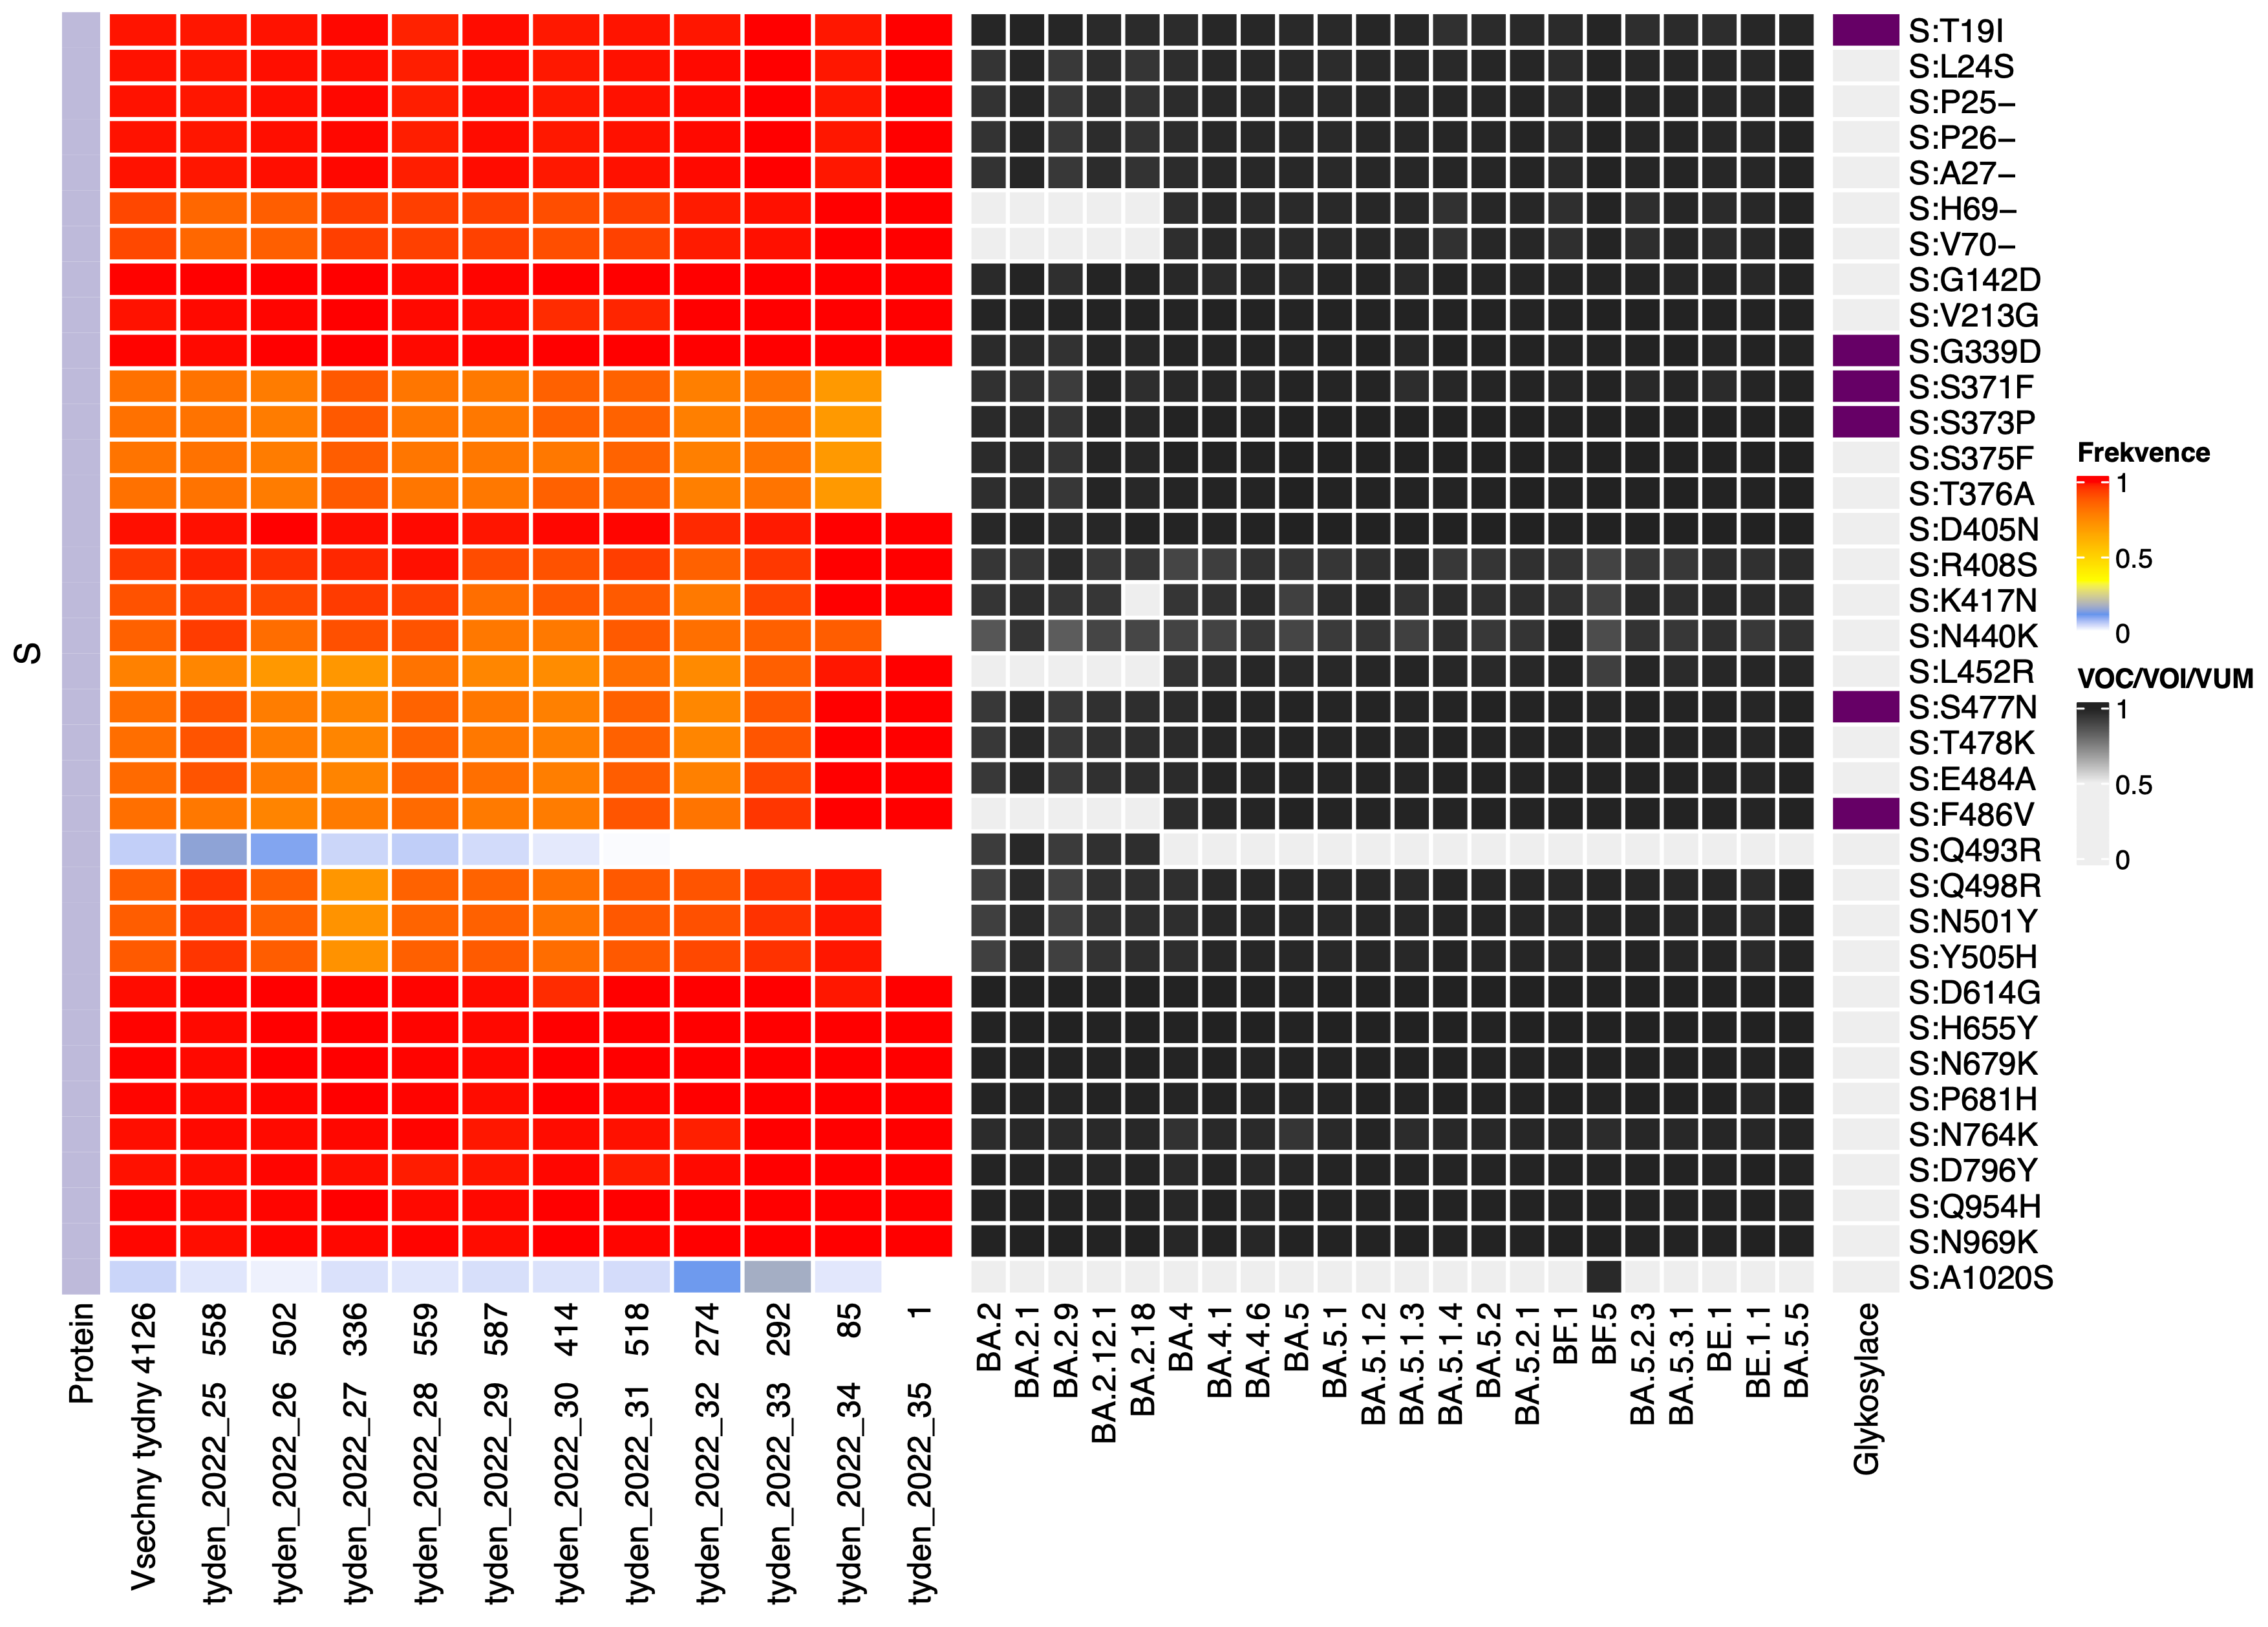 S
S:T19I
S:L24S
S:P25−
S:P26−
S:A27−
S:H69−
S:V70−
S:G142D
S:V213G
S:G339D
S:S371F
S:S373P
S:S375F
S:T376A
S:D405N
S:R408S
S:K417N
S:N440K
S:L452R
S:S477N
S:T478K
S:E484A
S:F486V
S:Q493R
S:Q498R
S:N501Y
S:Y505H
S:D614G
S:H655Y
S:N679K
S:P681H
S:N764K
S:D796Y
S:Q954H
S:N969K
S:A1020S
Frekvence
1
0.5
0
VOC/VOI/VUM
1
0.5
0
Protein
Vsechny tydny 4126
tyden_2022_25 558
tyden_2022_26 502
tyden_2022_27 336
tyden_2022_28 559
tyden_2022_29 587
tyden_2022_30 414
tyden_2022_31 518
tyden_2022_32 274
tyden_2022_33 292
tyden_2022_34 85
tyden_2022_35 1
BA.2
BA.2.1
BA.2.9
BA.2.12.1
BA.2.18
BA.4
BA.4.1
BA.4.6
BA.5
BA.5.1
BA.5.1.2
BA.5.1.3
BA.5.1.4
BA.5.2
BA.5.2.1
BF.1
BF.5
BA.5.2.3
BA.5.3.1
BE.1
BE.1.1
BA.5.5
Glykosylace